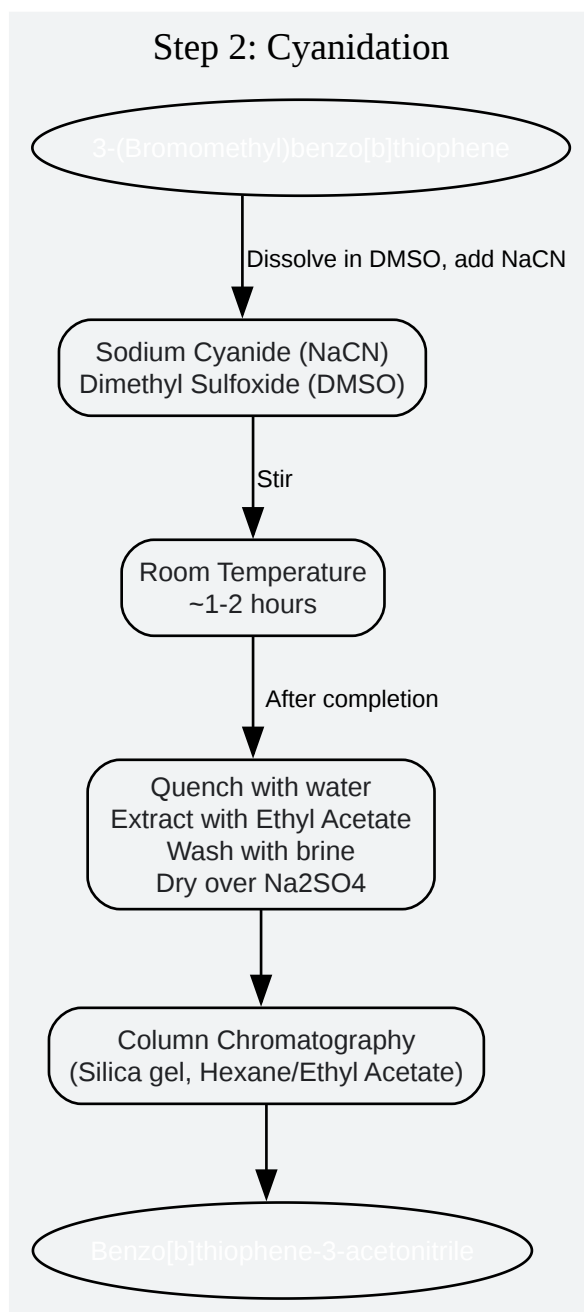 Step 2: Cyanidation
3-(Bromomethyl)benzo[b]thiophene
Dissolve in DMSO, add NaCN
Sodium Cyanide (NaCN)
Dimethyl Sulfoxide (DMSO)
Stir
Room Temperature
~1-2 hours
After completion
Quench with water
Extract with Ethyl Acetate
Wash with brine
Dry over Na2SO4
Column Chromatography
(Silica gel, Hexane/Ethyl Acetate)
Benzo[b]thiophene-3-acetonitrile